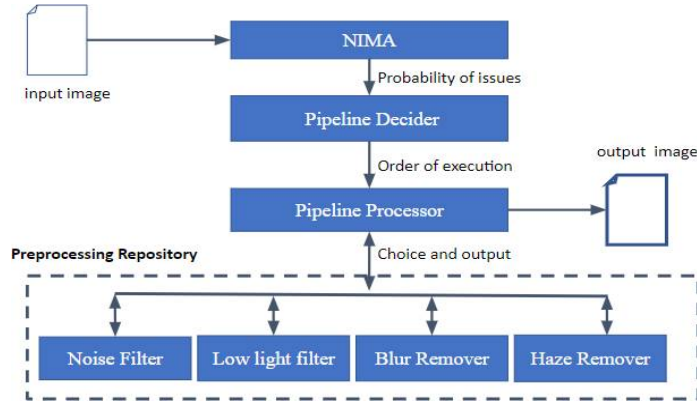 NIMA
input image
Probability of issues
Pipeline Decider
output image
Order of execution
Pipeline Processor
Preprocessing Repository
Choice and output
Noise Filter
Low light filter
Blur Remover
Haze Remover